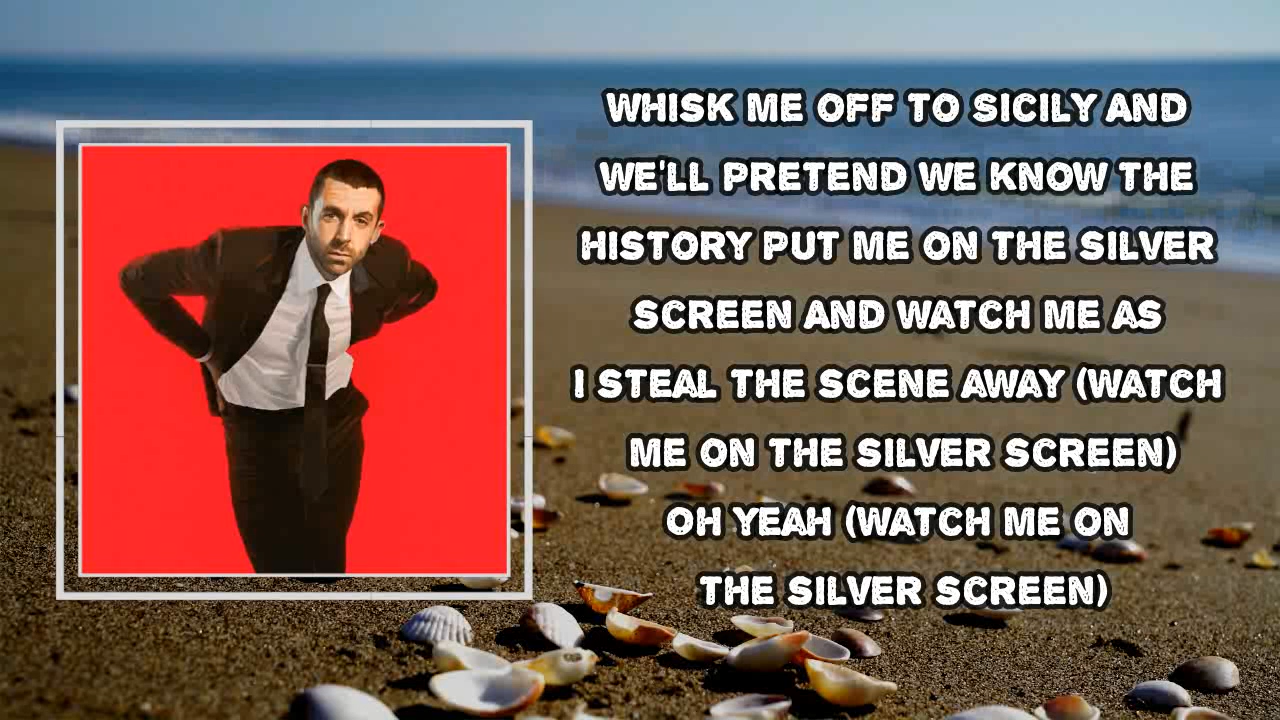 WHISK ME OFF TO SICILY AND
WE'LL PRETEND WE KNOW THE
HISTORY PUT ME ON THE SILVER
SCREEN AND WATCH ME AS
I STEAL THE SCENE AWAY (WATCH
ME ON THE SILVER SCREEN)
OH YEAH (WATCH ME ON
THE SILVER SCREEN)